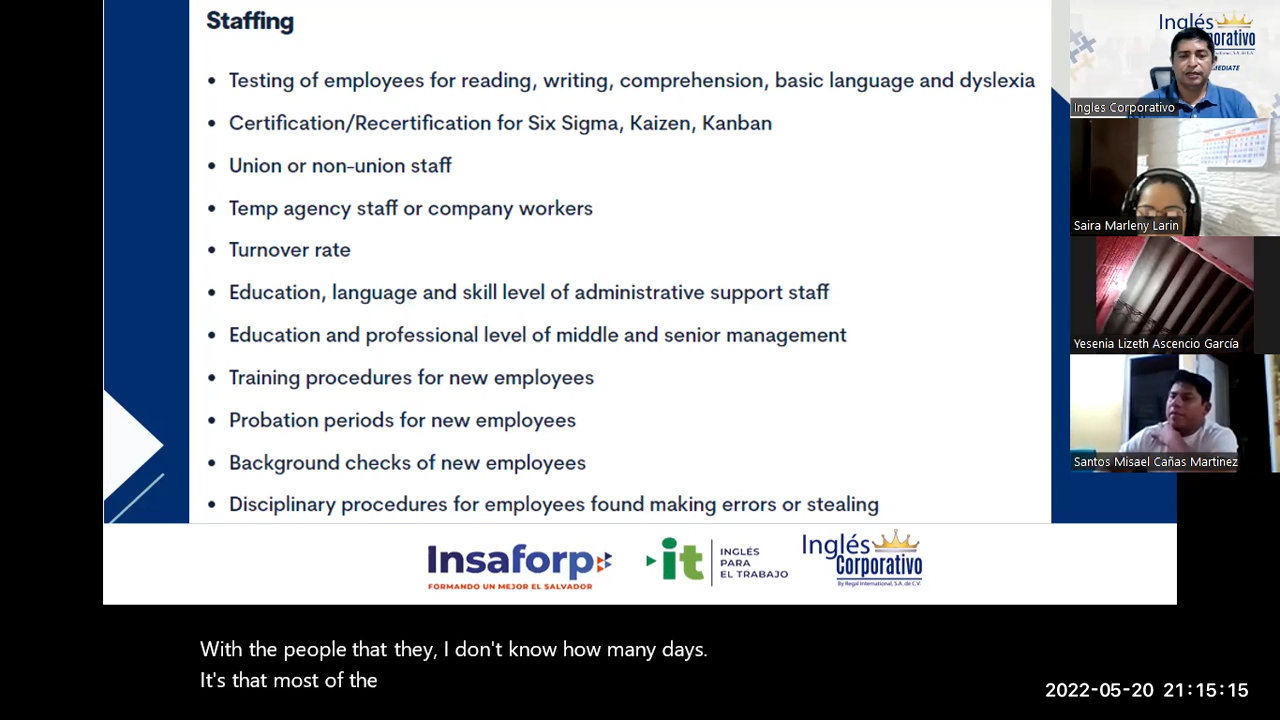 Staffing
• Testing of employees for reading, writing, comprehension, basic language and dyslexia
• Certification/Recertification for Six Sigma, Kaizen, Kanban
• Union or non-union staff
• Temp agency staff or company workers
• Turnover rate
• Education, language and skill level of administrative support staff
• Education and professional level of middle and senior management
• Training procedures for new employees
• Probation periods for new employees
• Background checks of new employees
• Disciplinary procedures for employees found making errors or stealing
Insaforp
FORMANDO UN MEJOR EL SALVADOR
it
INGLÉS
PARA
EL TRABAJO
Inglés
Corporativo
By Regal International, S.A. de C.V.
Inglés
Ingles Corporativo
Saira Marleny Larin
Yesenia Lizeth Ascencio García
Santos Misael Cañas Martinez
With the people that they, I don't know how many days.
It's that most of the
2022-05-20 21:15:15